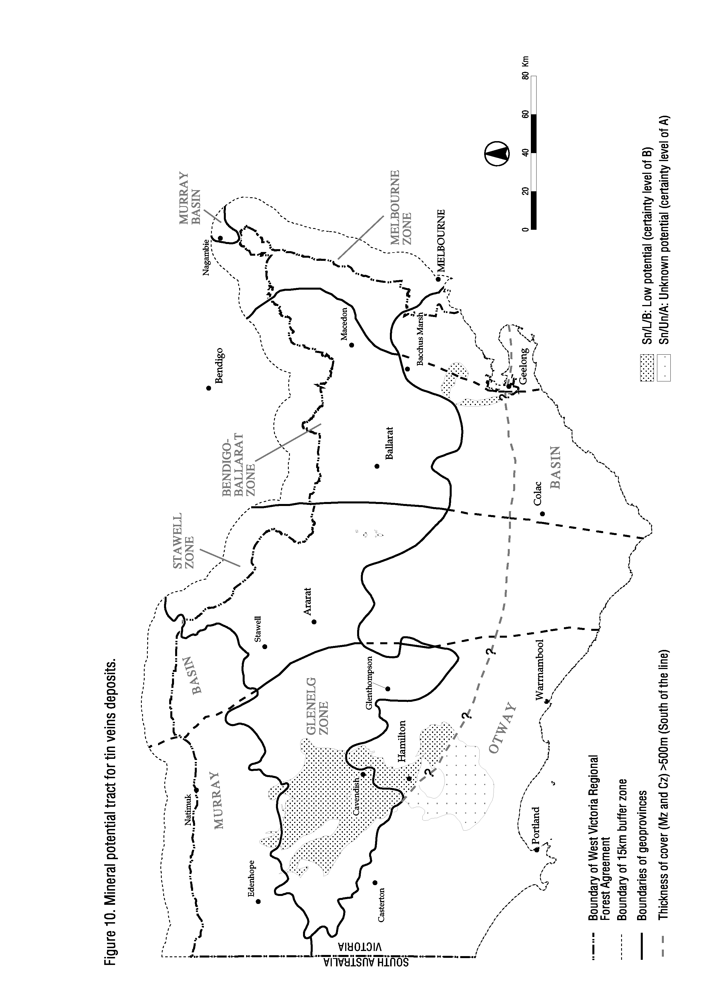 Figure 10. Mineral potential tract for tin veins deposits.
MURRAY
BASIN
Nagambie
STAWELL
ZONE
BENDIGO-
BALLARAT
ZONE
Bendigo
MELBOURNE
ZONE
Natimuk
MURRAY
BASIN
Edenhope
Stawell
Ararat
GLENELG
ZONE
Macedon
Ballarat
Bacchus Marsh
MELBOURNE
SOUTH AUSTRALIA
VICTORIA
Casterton
Cavendish
Hamilton
Glenthompson
?
?
?
?
Geelong
OTWAY
BASIN
Colac
Portland
Warrnambool
0 20 40 60 80 Km
Boundary of West Victoria Regional
Forest Agreement
Boundary of 15km buffer zone
Boundaries of geoprovinces
Thickness of cover (Mz and Cz) >500m (South of the line)
Sn/L/B: Low potential (certainty level of B)
Sn/Un/A: Unknown potential (certainty level of A)